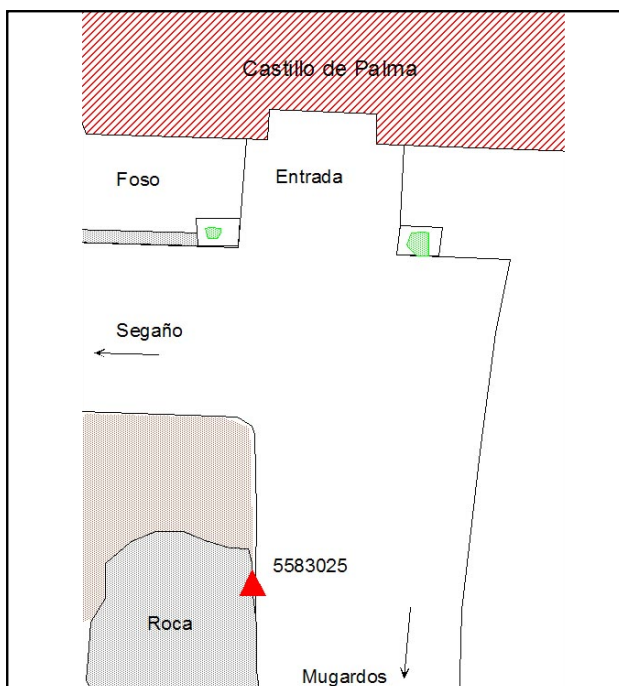 Castillo de Palma
Foso
Entrada
Segaño
5583025
Roca
Mugardos